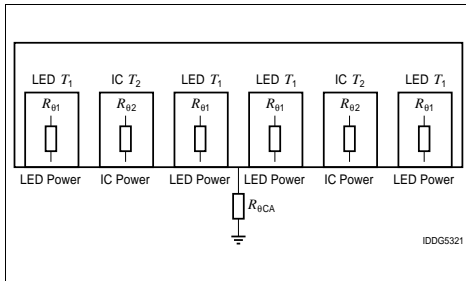 LED T1 IC T2 LED T1 LED T1 IC T2 LED T1
Rθ1 Rθ2 Rθ1 Rθ1 Rθ2 Rθ1
LED Power IC Power LED Power LED Power IC Power LED Power
RθCA
IDDG5321